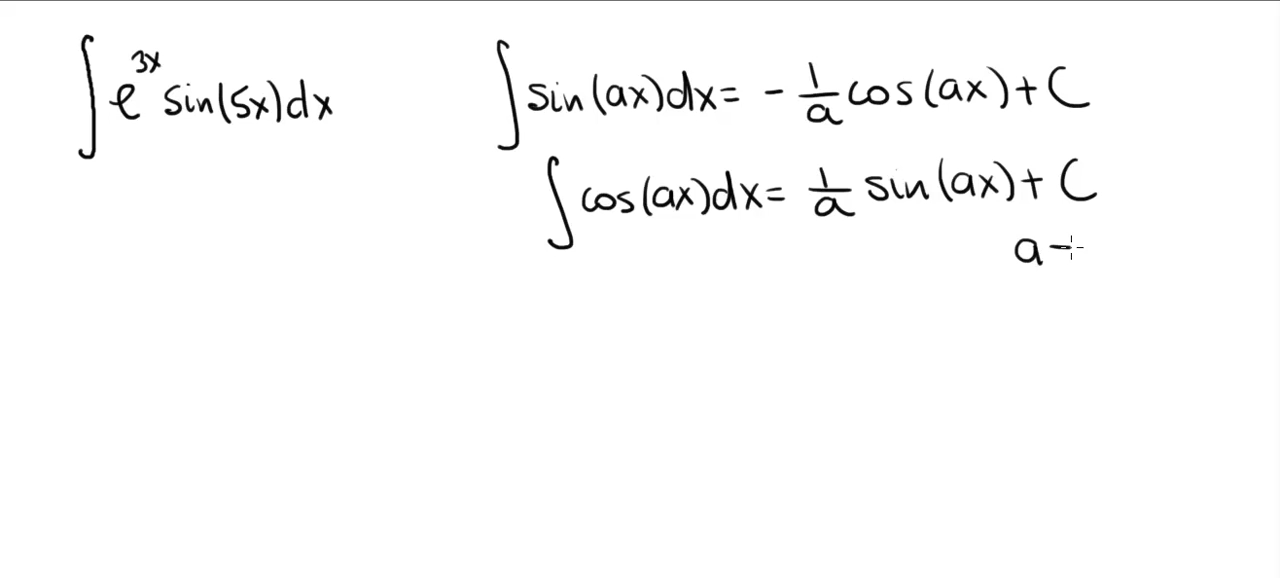 ∫ e^{3x} sin(5x)dx
∫ sin(ax)dx = - 1/a cos(ax) + C
∫ cos(ax)dx = 1/a sin(ax) + C
a -